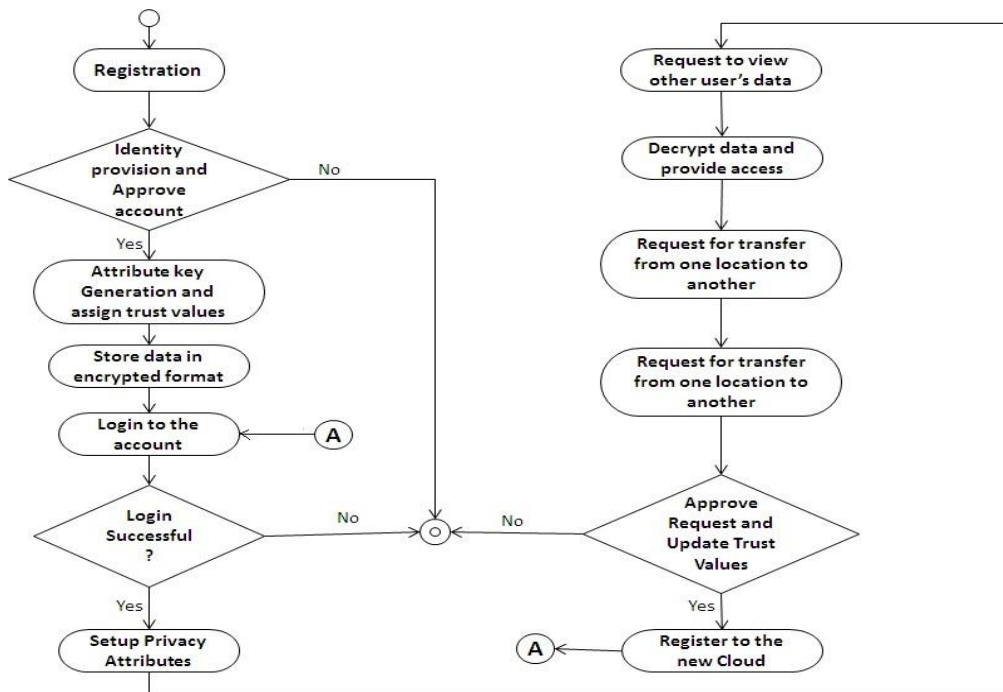 Registration
Identity
provision and
Approve
account
No
Yes
Attribute key
Generation and
assign trust values
Store data in
encrypted format
Login to the
account
A
Login
Successful
?
No
Yes
Setup Privacy
Attributes
Request to view
other user's data
Decrypt data and
provide access
Request for transfer
from one location to
another
Request for transfer
from one location to
another
Approve
Request and
Update Trust
Values
No
Yes
Register to the
new Cloud
A